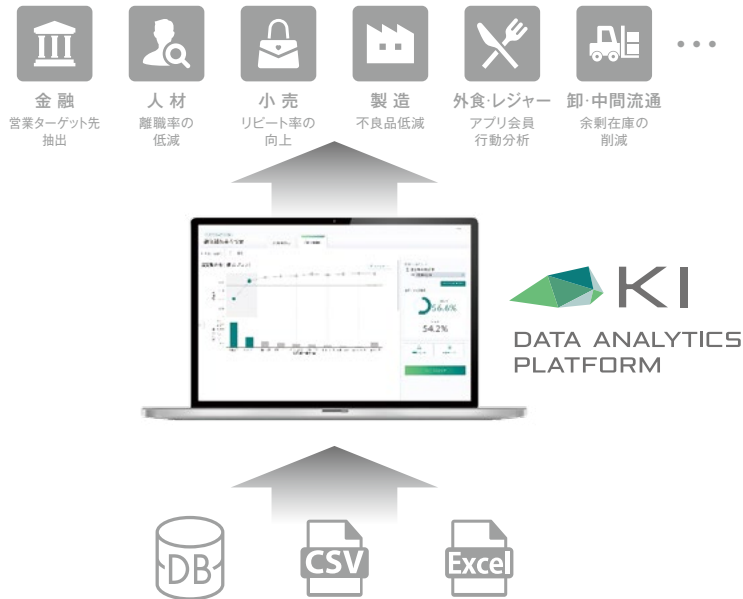 金融
営業ターゲット先
抽出
人材
離職率の
低減
小売
リピート率の
向上
製造
不良品低減
外食・レジャー
アプリ会員
行動分析
卸・中間流通
余剰在庫の
削減
...
56.6%
54.2%
KI
DATA ANALYTICS
PLATFORM
DB
CSV
Excel